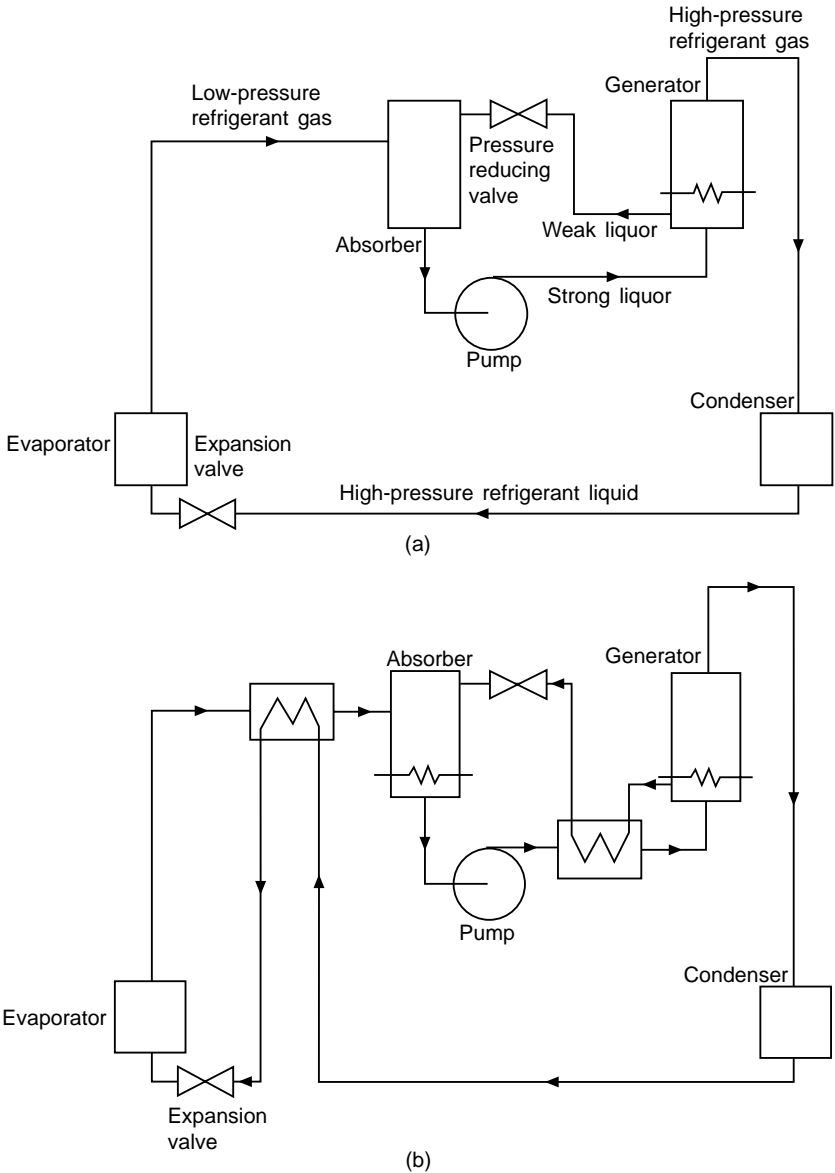 High-pressure
refrigerant gas
Generator
Low-pressure
refrigerant gas
Pressure
reducing
valve
Weak liquor
Absorber
Strong liquor
Pump
Condenser
Evaporator
Expansion
valve
High-pressure refrigerant liquid
(a)
Absorber
Generator
Pump
Condenser
Evaporator
Expansion
valve
(b)